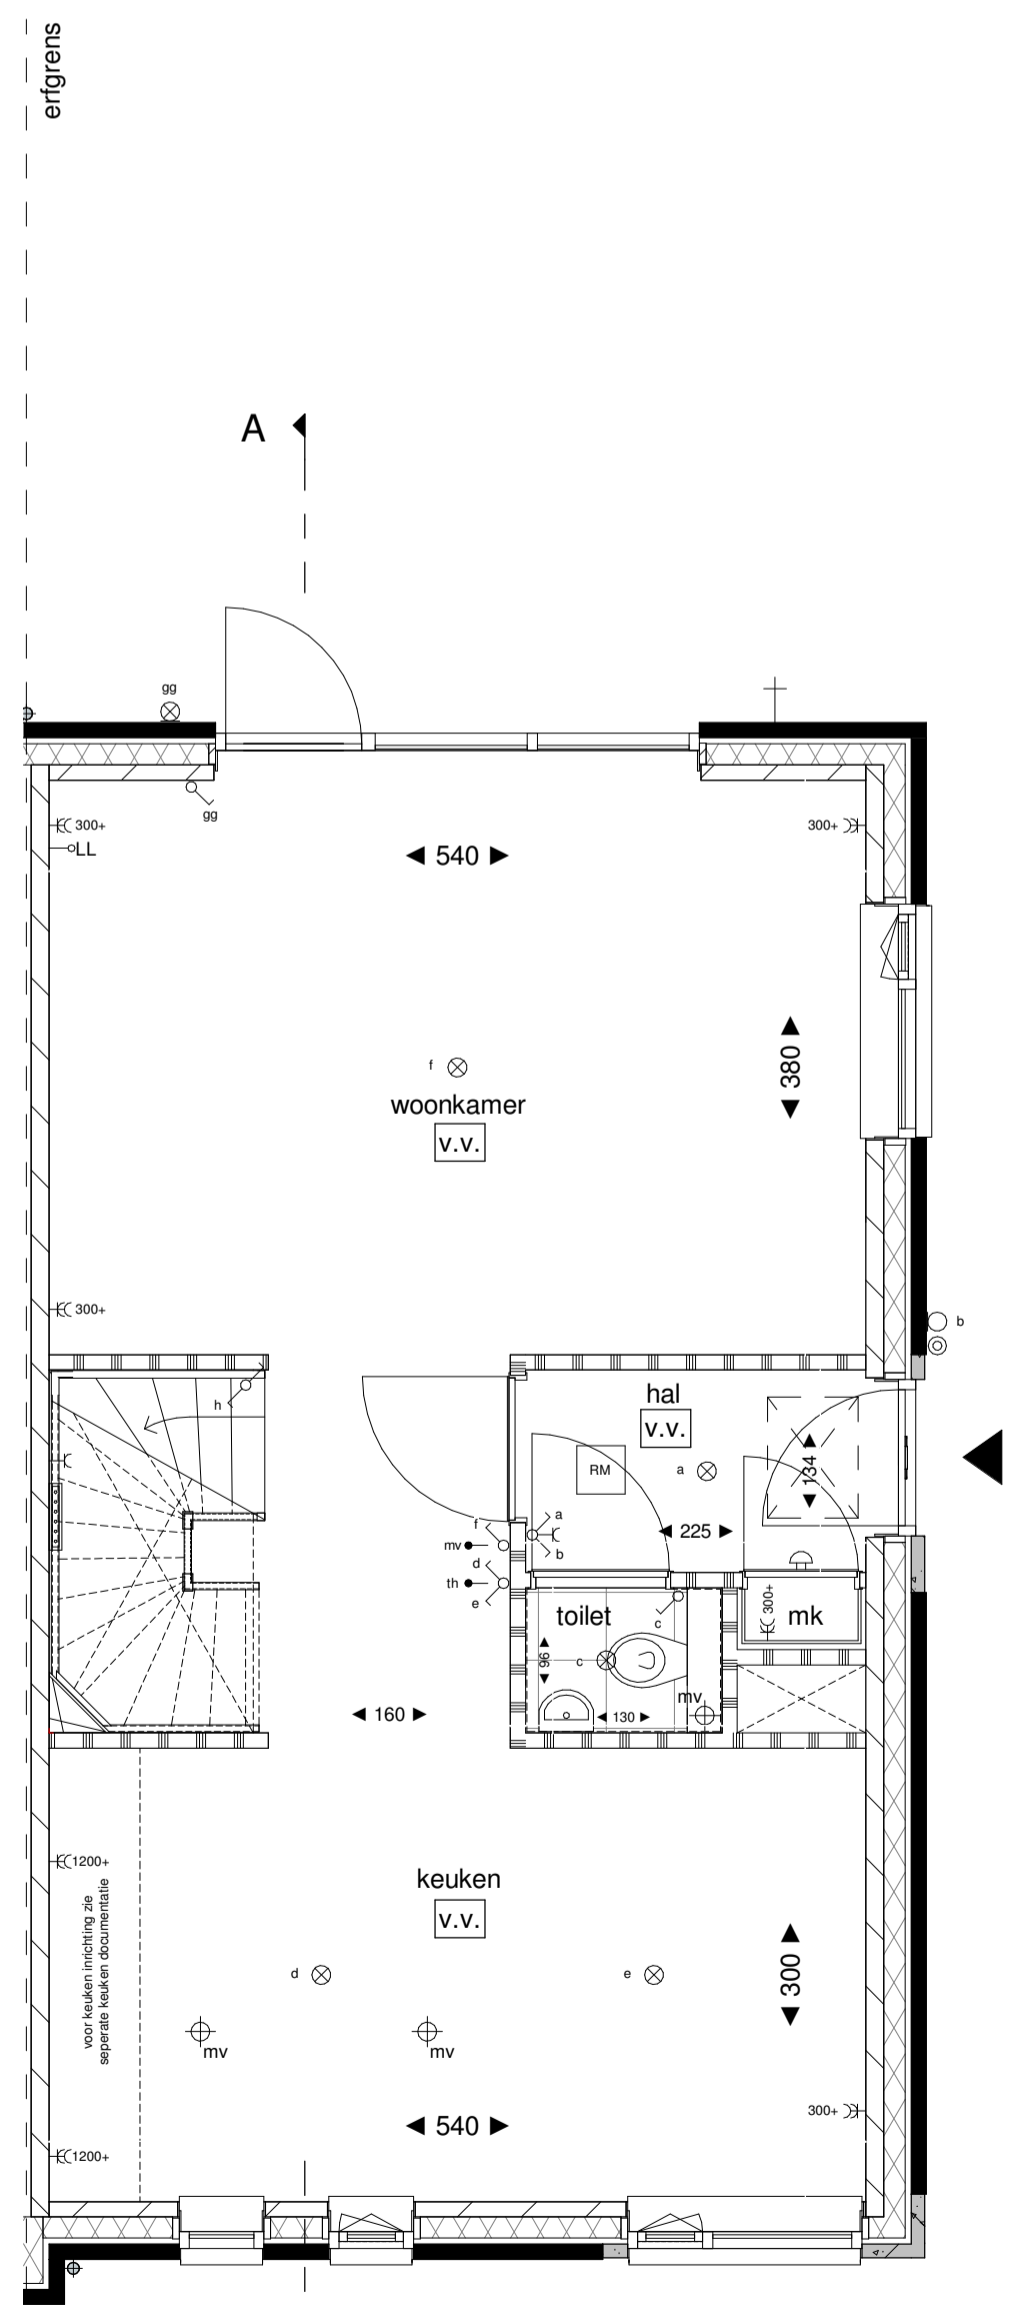 erfgrens
A
gg
gg
300+
300+
LL
540
380
f
woonkamer
v.v.
300+
b
h
hal
v.v.
134
RM
a
225
f
a
mv
b
d
th
e
toilet
300+
mk
c
c
96
mv
130
160
1200+
keuken
v.v.
voor keuken inrichting zie
seperate keuken documentatie
d
e
300
mv
mv
300+
540
1200+